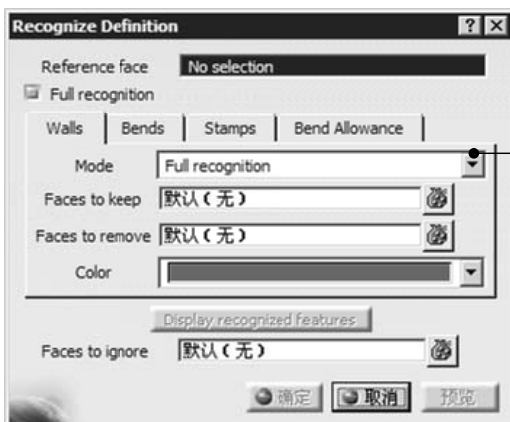 Recognize Definition ? ×
Reference face No selection
Full recognition
Walls Bends Stamps Bend Allowance
Mode Full recognition
Faces to keep 默认(无)
Faces to remove 默认(无)
Color
Display recognized features
Faces to ignore 默认(无)
确定 取消 预览